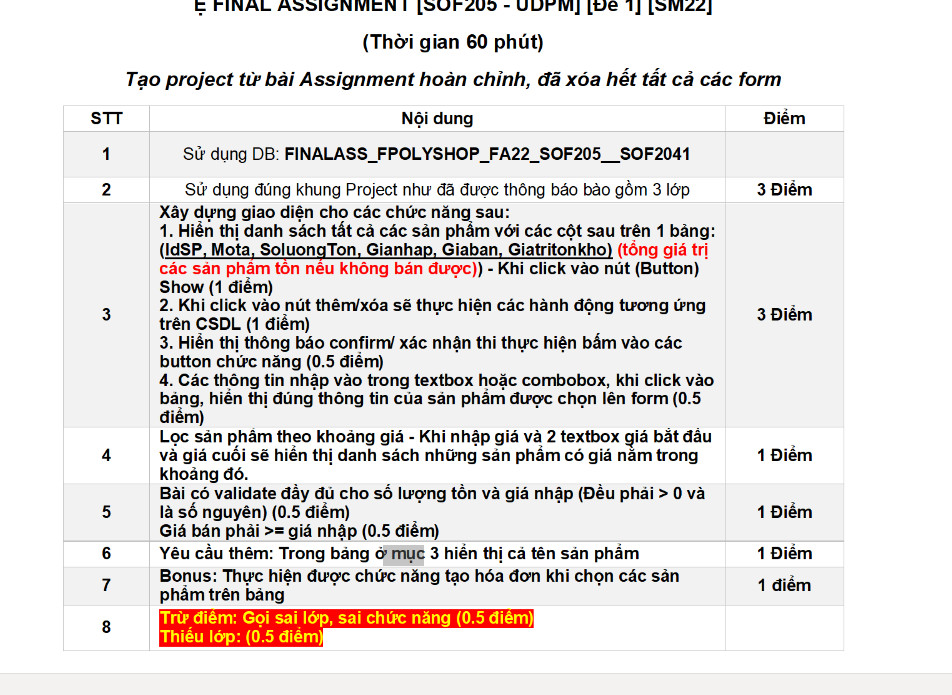 Ẹ FINAL ASSIGNMENT [SOF205 - UDPM] [Đề 1] [SM22]
(Thời gian 60 phút)
Tạo project từ bài Assignment hoàn chỉnh, đã xóa hết tất cả các form
STT Nội dung Điểm
1 Sử dụng DB: FINALASS_FPOLYSHOP_FA22_SOF205__SOF2041
2 Sử dụng đúng khung Project như đã được thông báo bào gồm 3 lớp 3 Điểm
Xây dựng giao diện cho các chức năng sau:
1. Hiển thị danh sách tất cả các sản phẩm với các cột sau trên 1 bảng:
(IdSP, Mota, SoluongTon, Gianhap, Giaban, Giatritonkho) (tổng giá trị
các sản phẩm tồn nếu không bán được)) - Khi click vào nút (Button)
Show (1 điểm)
2. Khi click vào nút thêm/xóa sẽ thực hiện các hành động tương ứng
3 3 Điểm
trên CSDL (1 điểm)
3. Hiển thị thông báo confirm/ xác nhận thi thực hiện bấm vào các
button chức năng (0.5 điểm)
4. Các thông tin nhập vào trong textbox hoặc combobox, khi click vào
bảng, hiển thị đúng thông tin của sản phẩm được chọn lên form (0.5
điểm)
Lọc sản phẩm theo khoảng giá - Khi nhập giá và 2 textbox giá bắt đầu
4 và giá cuối sẽ hiển thị danh sách những sản phẩm có giá nằm trong 1 Điểm
khoảng đó.
Bài có validate đầy đủ cho số lượng tồn và giá nhập (Đều phải > 0 và
5 là số nguyên) (0.5 điểm) 1 Điểm
Giá bán phải >= giá nhập (0.5 điểm)
6 Yêu cầu thêm: Trong bảng ở mục 3 hiển thị cả tên sản phẩm 1 Điểm
Bonus: Thực hiện được chức năng tạo hóa đơn khi chọn các sản
7 1 điểm
phẩm trên bảng
Trừ điểm: Gọi sai lớp, sai chức năng (0.5 điểm)
8
Thiếu lớp: (0.5 điểm)